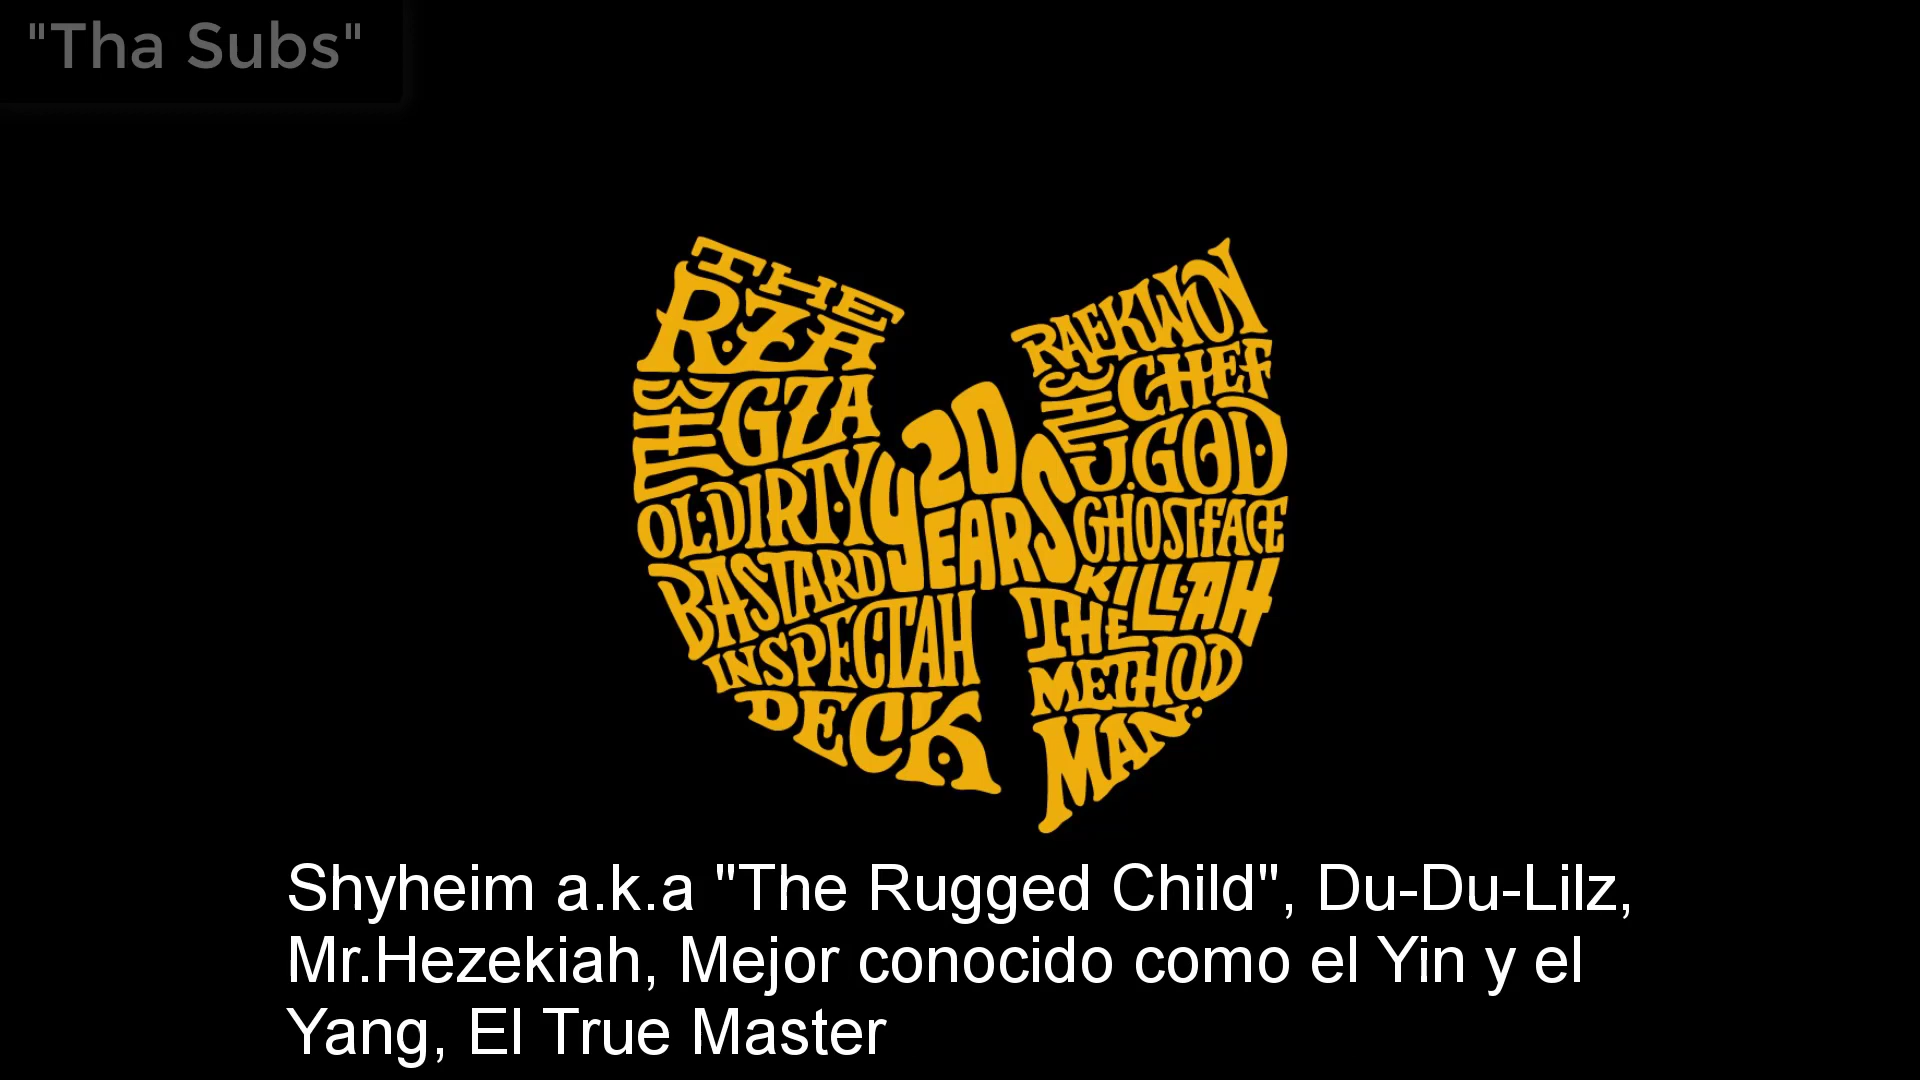 "Tha Subs"
THE
RZA
THE GZA
OL DIRTY
BASTARD
INSPECTAH
DECK
20
YEARS
RAEKWON
THE CHEF
U.GOD
GHOSTFACE
KILLAH
THE
METHOD
MAN
Shyheim a.k.a "The Rugged Child", Du-Du-Lilz,
Mr.Hezekiah, Mejor conocido como el Yin y el
Yang, El True Master